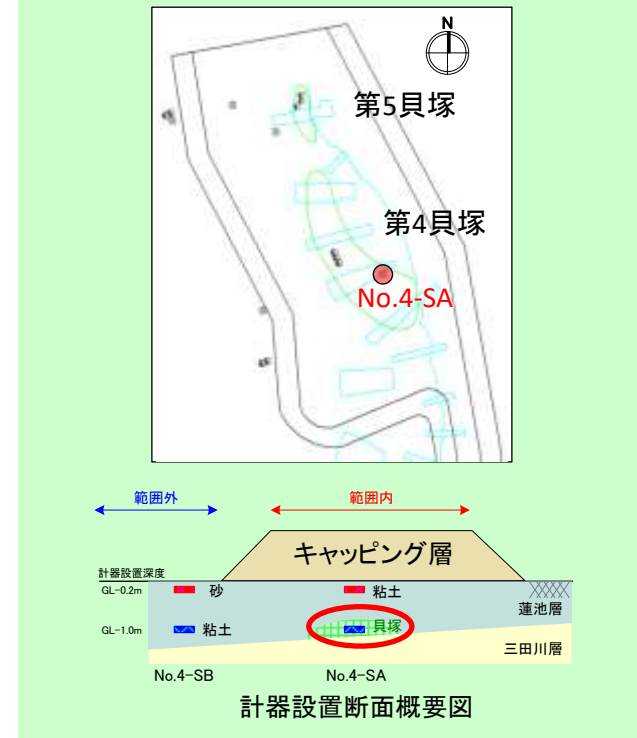 N
第5貝塚
第4貝塚
No.4-SA
範囲外
範囲内
キャッピング層
計器設置深度
GL-0.2m
砂
粘土
蓮池層
GL-1.0m
粘土
貝塚
三田川層
No.4-SB
No.4-SA
計器設置断面概要図